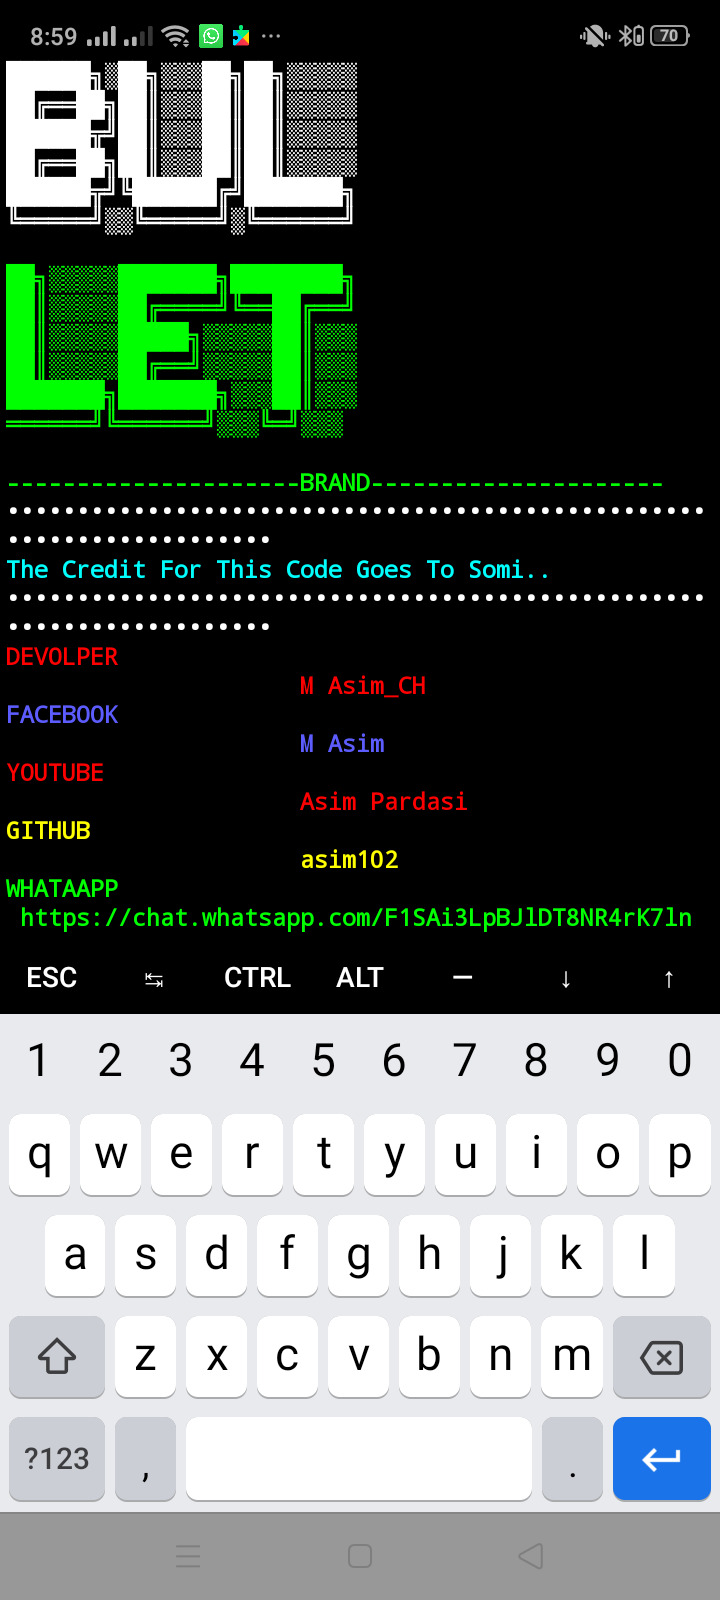 8:59
70
BUL
LET
---------------------BRAND---------------------
••••••••••••••••••••••••••••••••••••••••••••••••••
•••••••••••••••••••
The Credit For This Code Goes To Somi..
••••••••••••••••••••••••••••••••••••••••••••••••••
•••••••••••••••••••
DEVOLPER
M Asim_CH
FACEBOOK
M Asim
YOUTUBE
Asim Pardasi
GITHUB
asim102
WHATAAPP
https://chat.whatsapp.com/F1SAi3LpBJlDT8NR4rK7ln
ESC ↹ CTRL ALT — ↓ ↑
1 2 3 4 5 6 7 8 9 0
q w e r t y u i o p
a s d f g h j k l
z x c v b n m
?123 , .